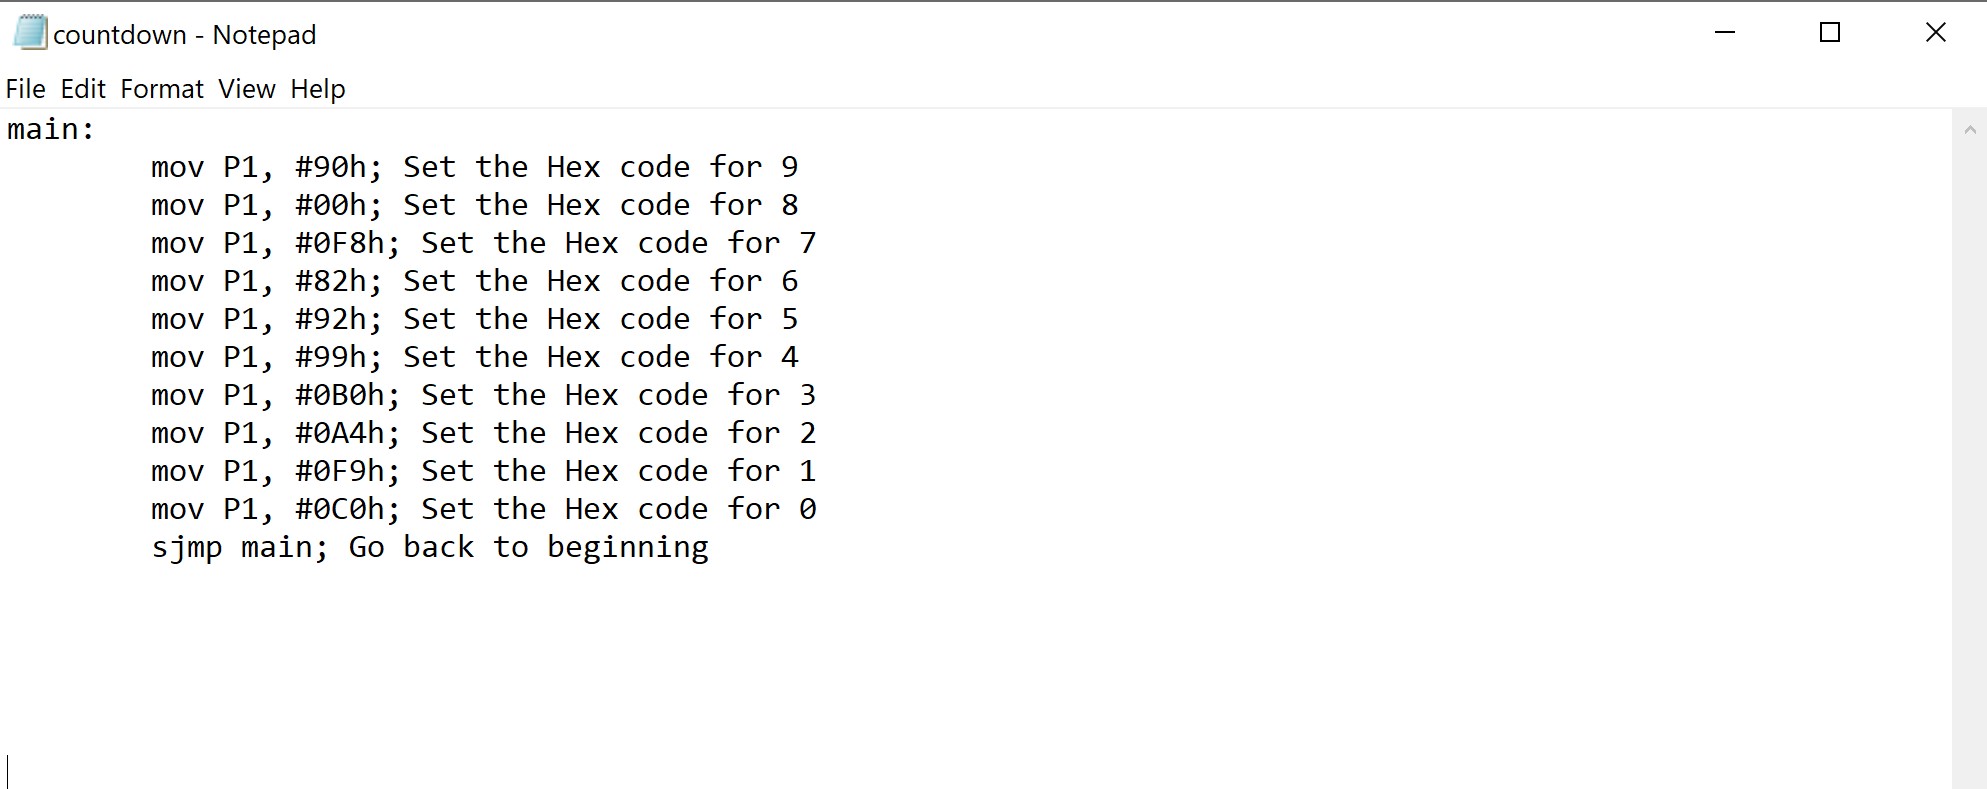 countdown - Notepad
File Edit Format View Help
main:
mov P1, #90h; Set the Hex code for 9
mov P1, #00h; Set the Hex code for 8
mov P1, #0F8h; Set the Hex code for 7
mov P1, #82h; Set the Hex code for 6
mov P1, #92h; Set the Hex code for 5
mov P1, #99h; Set the Hex code for 4
mov P1, #0B0h; Set the Hex code for 3
mov P1, #0A4h; Set the Hex code for 2
mov P1, #0F9h; Set the Hex code for 1
mov P1, #0C0h; Set the Hex code for 0
sjmp main; Go back to beginning